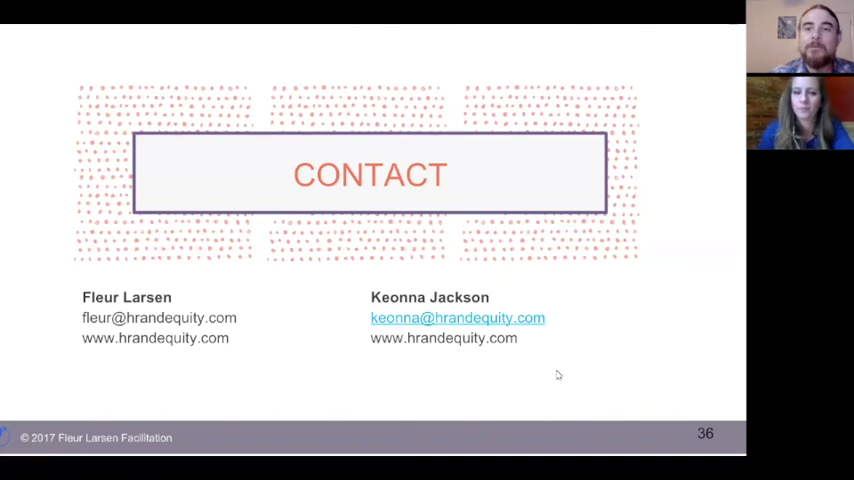 CONTACT
Fleur Larsen
fleur@hrandequity.com
www.hrandequity.com
Keonna Jackson
keonna@hrandequity.com
www.hrandequity.com
© 2017 Fleur Larsen Facilitation
36